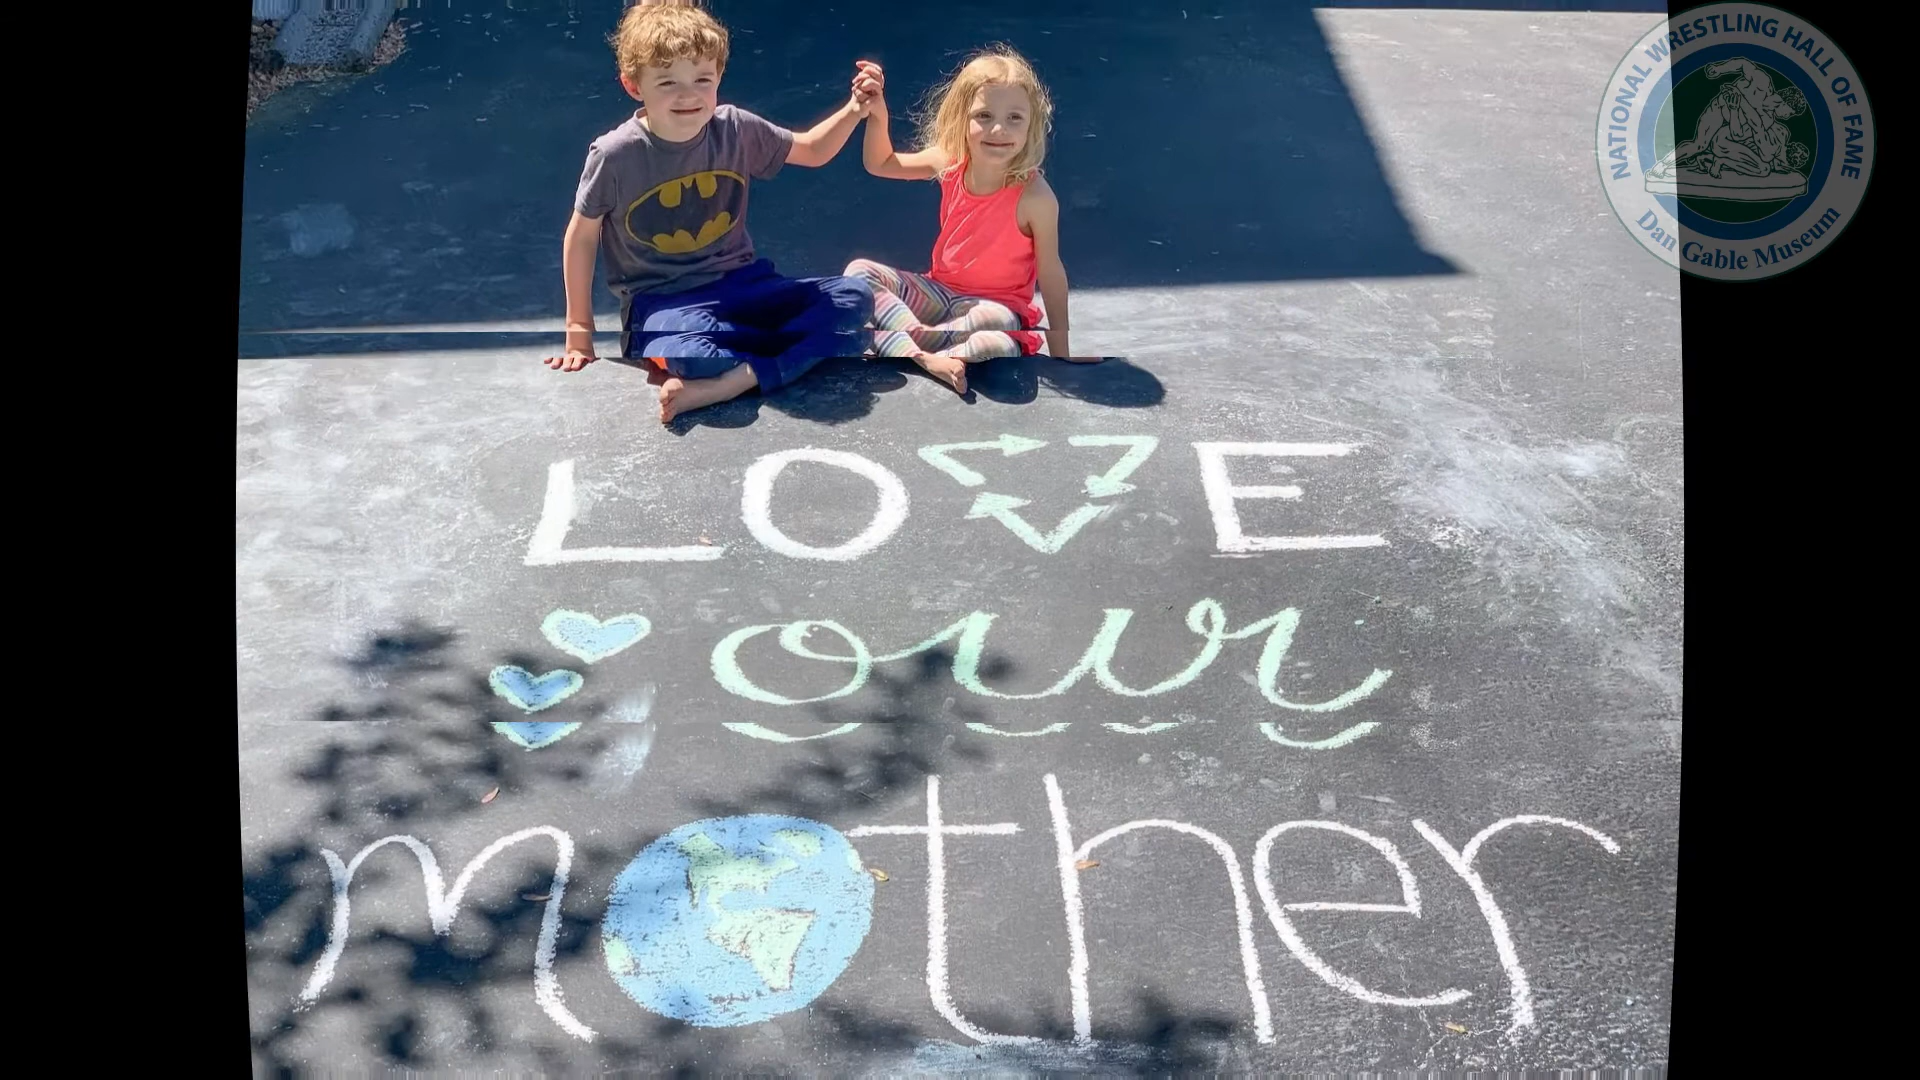 LOVE
our
mother
NATIONAL WRESTLING HALL OF FAME
Dan Gable Museum